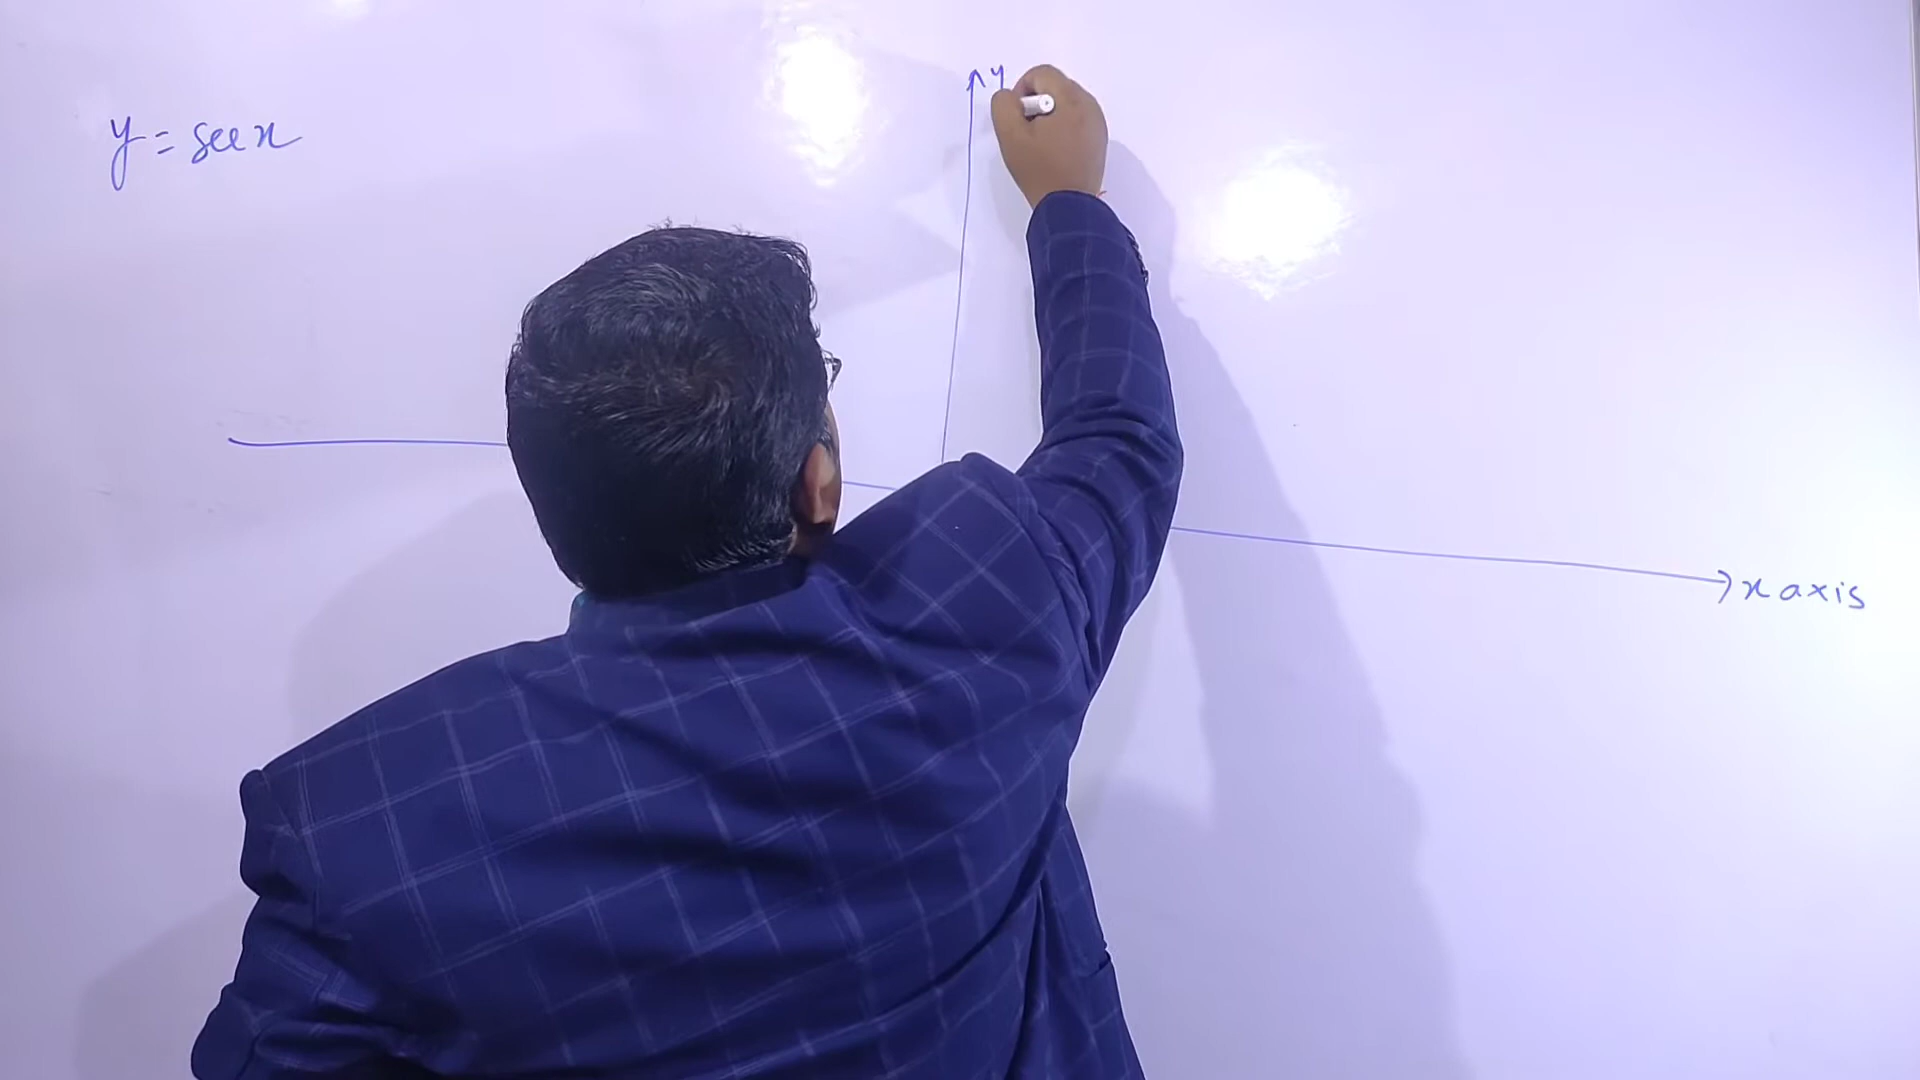 y = sec x
y
x axis